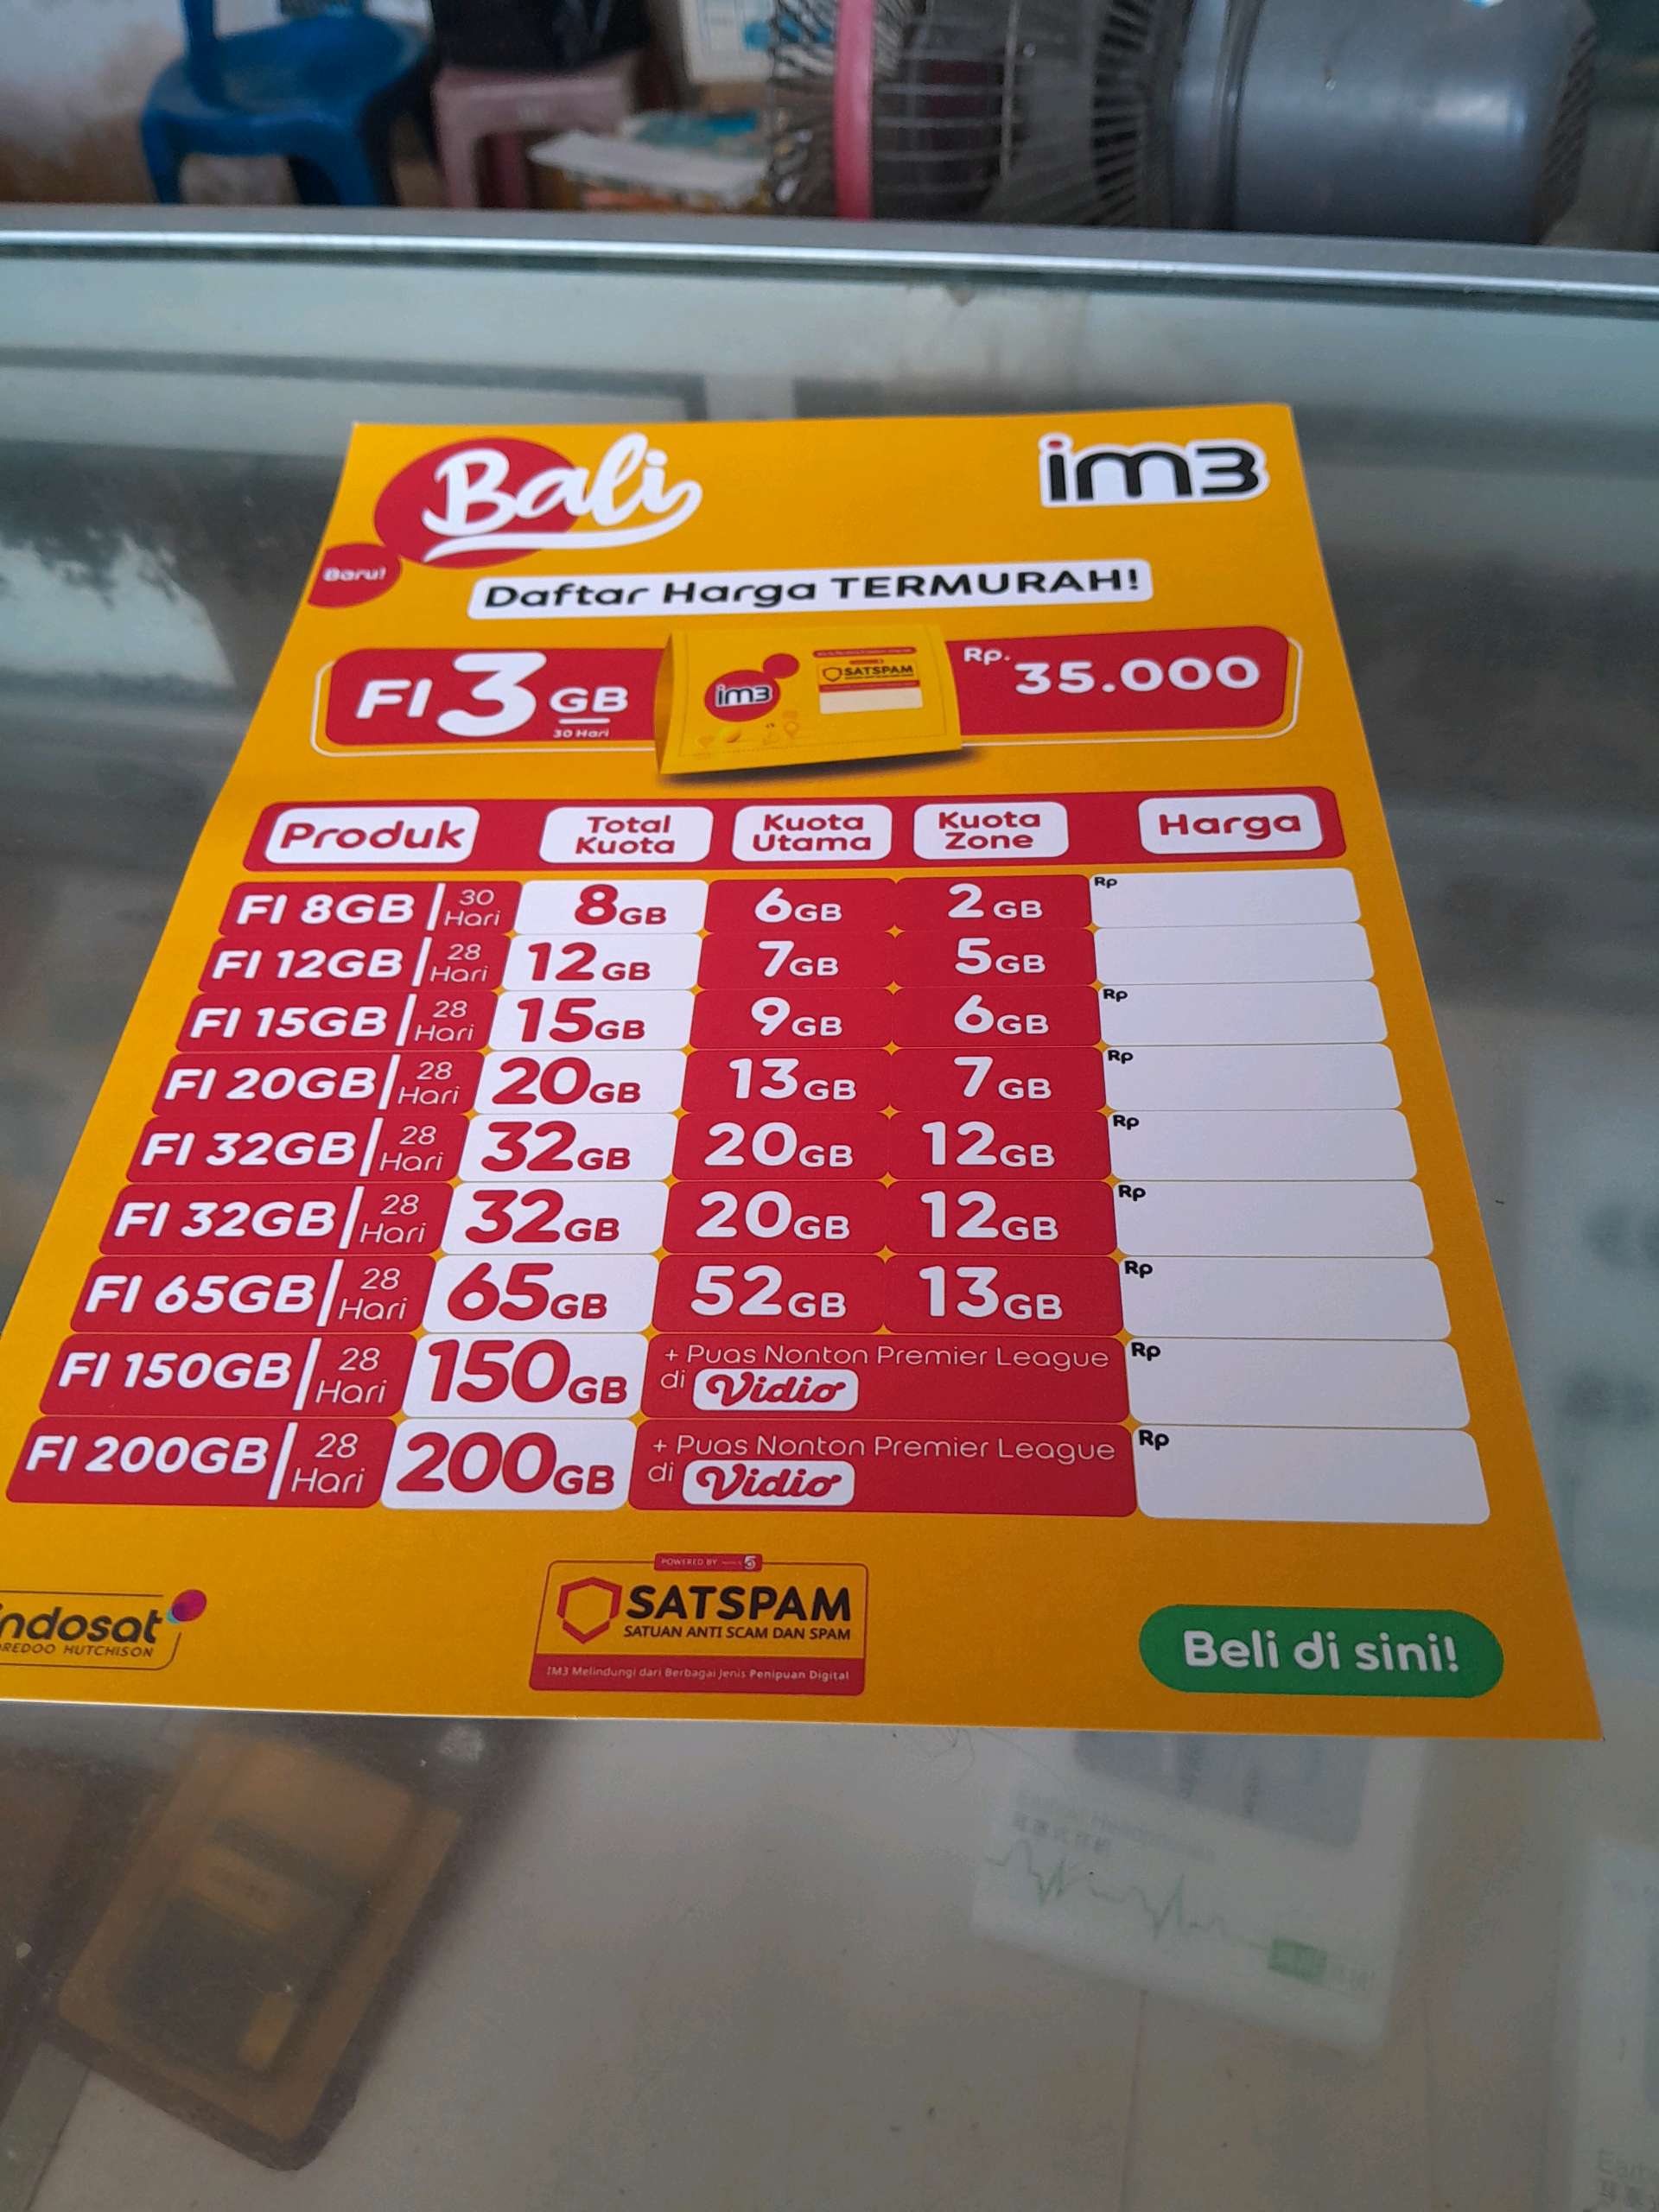 Bali
im3
Baru!
Daftar Harga TERMURAH!
FI 3 GB
30 Hari
im3
SATSPAM
Rp. 35.000
Produk Total Kuota Kuota Utama Kuota Zone Harga
FI 8GB 30 Hari 8GB 6GB 2GB Rp
FI 12GB 28 Hari 12GB 7GB 5GB
FI 15GB 28 Hari 15GB 9GB 6GB Rp
FI 20GB 28 Hari 20GB 13GB 7GB Rp
FI 32GB 28 Hari 32GB 20GB 12GB Rp
FI 32GB 28 Hari 32GB 20GB 12GB Rp
FI 65GB 28 Hari 65GB 52GB 13GB Rp
FI 150GB 28 Hari 150GB + Puas Nonton Premier League di Vidio Rp
FI 200GB 28 Hari 200GB + Puas Nonton Premier League di Vidio Rp
indosat
OOREDOO HUTCHISON
POWERED BY
SATSPAM
SATUAN ANTI SCAM DAN SPAM
IM3 Melindungi dari Berbagai Jenis Penipuan Digital
Beli di sini!